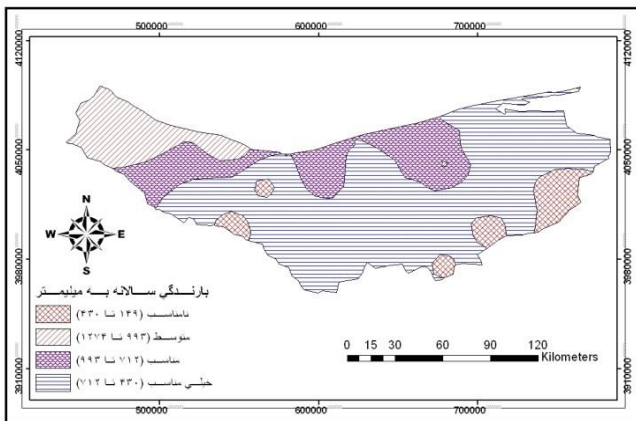 500000 600000 700000
4120000
4050000
3980000
3910000
N
W E
S
بارندگی سالانه به میلیمتر
نامناسب (۱۴۹ تا ۴۳۰)
متوسط (۹۹۳ تا ۱۲۷۴)
مناسب (۷۱۲ تا ۹۹۳)
خیلی مناسب (۴۳۰ تا ۷۱۲)
0 15 30 60 90 120
Kilometers
4120000
4050000
3980000
3910000
500000 600000 700000